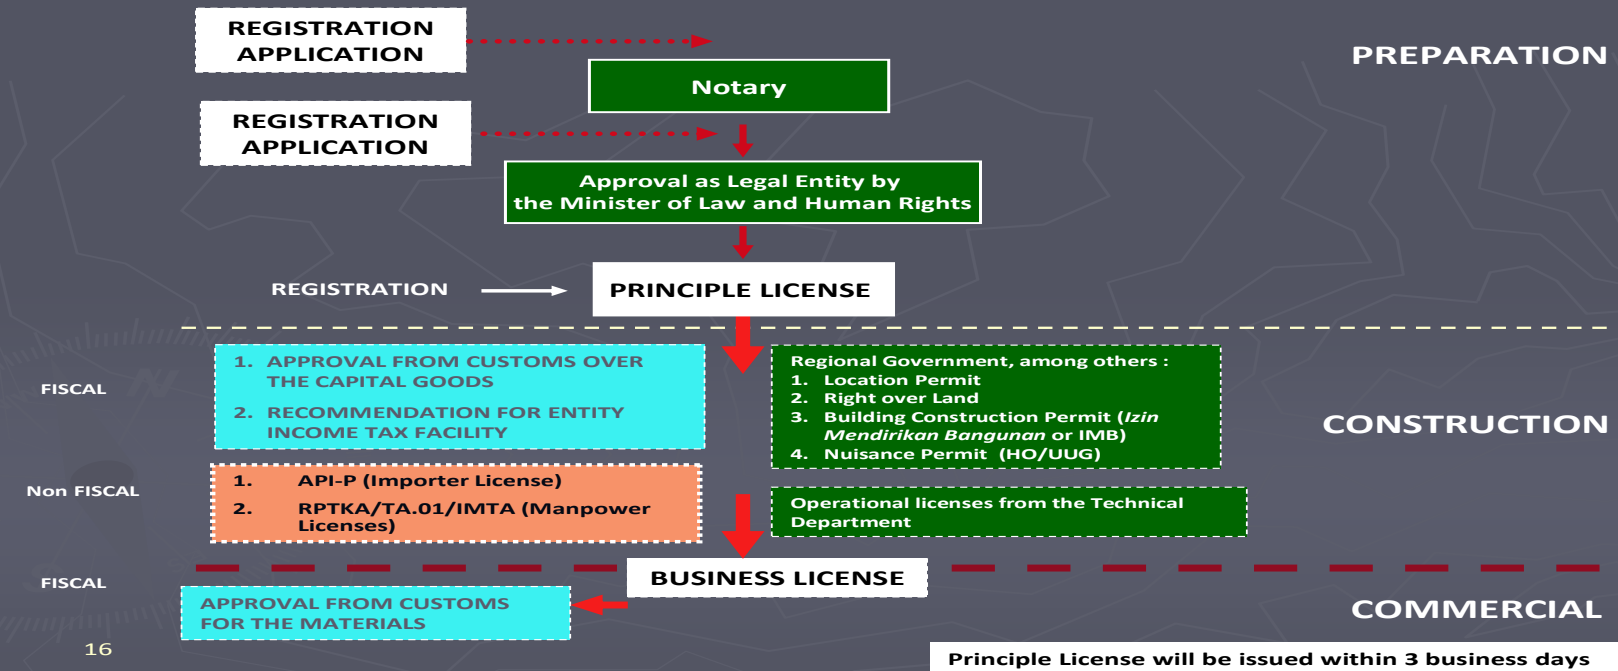 REGISTRATION
APPLICATION
PREPARATION
Notary
REGISTRATION
APPLICATION
Approval as Legal Entity by
the Minister of Law and Human Rights
REGISTRATION
PRINCIPLE LICENSE
FISCAL
1. APPROVAL FROM CUSTOMS OVER
THE CAPITAL GOODS
2. RECOMMENDATION FOR ENTITY
INCOME TAX FACILITY
Regional Government, among others :
1. Location Permit
2. Right over Land
3. Building Construction Permit (Izin
Mendirikan Bangunan or IMB)
4. Nuisance Permit (HO/UUG)
CONSTRUCTION
Non FISCAL
1. API-P (Importer License)
2. RPTKA/TA.01/IMTA (Manpower
Licenses)
Operational licenses from the Technical
Department
BUSINESS LICENSE
FISCAL
APPROVAL FROM CUSTOMS
FOR THE MATERIALS
COMMERCIAL
16
Principle License will be issued within 3 business days